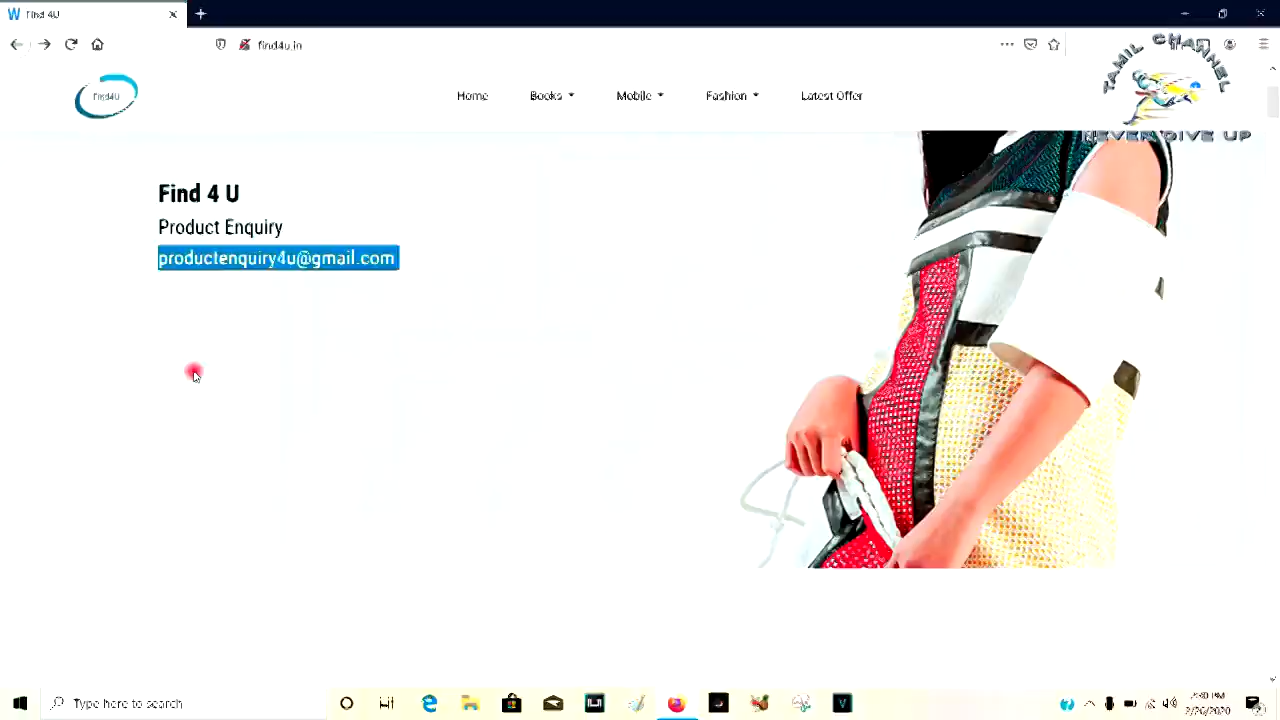 Find 4U
find4u.in
TAMIL CHANNEL
NEVER GIVE UP
Find4U
Home
Books
Mobile
Fashion
Latest Offer
Find 4 U
Product Enquiry
productenquiry4u@gmail.com
Type here to search